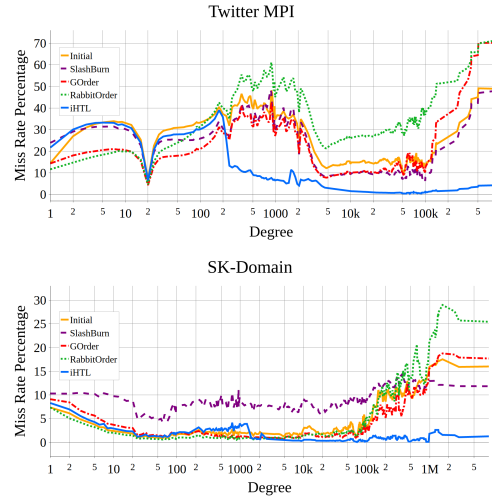 Twitter MPI
Miss Rate Percentage
70
60
50
40
30
20
10
0
Initial
SlashBurn
GOrder
RabbitOrder
iHTL
1 2 5 10 2 5 100 2 5 1000 2 5 10k 2 5 100k 2 5
Degree
SK-Domain
Miss Rate Percentage
30
25
20
15
10
5
0
Initial
SlashBurn
GOrder
RabbitOrder
iHTL
1 2 5 10 2 5 100 2 5 1000 2 5 10k 2 5 100k 2 5 1M 2 5
Degree